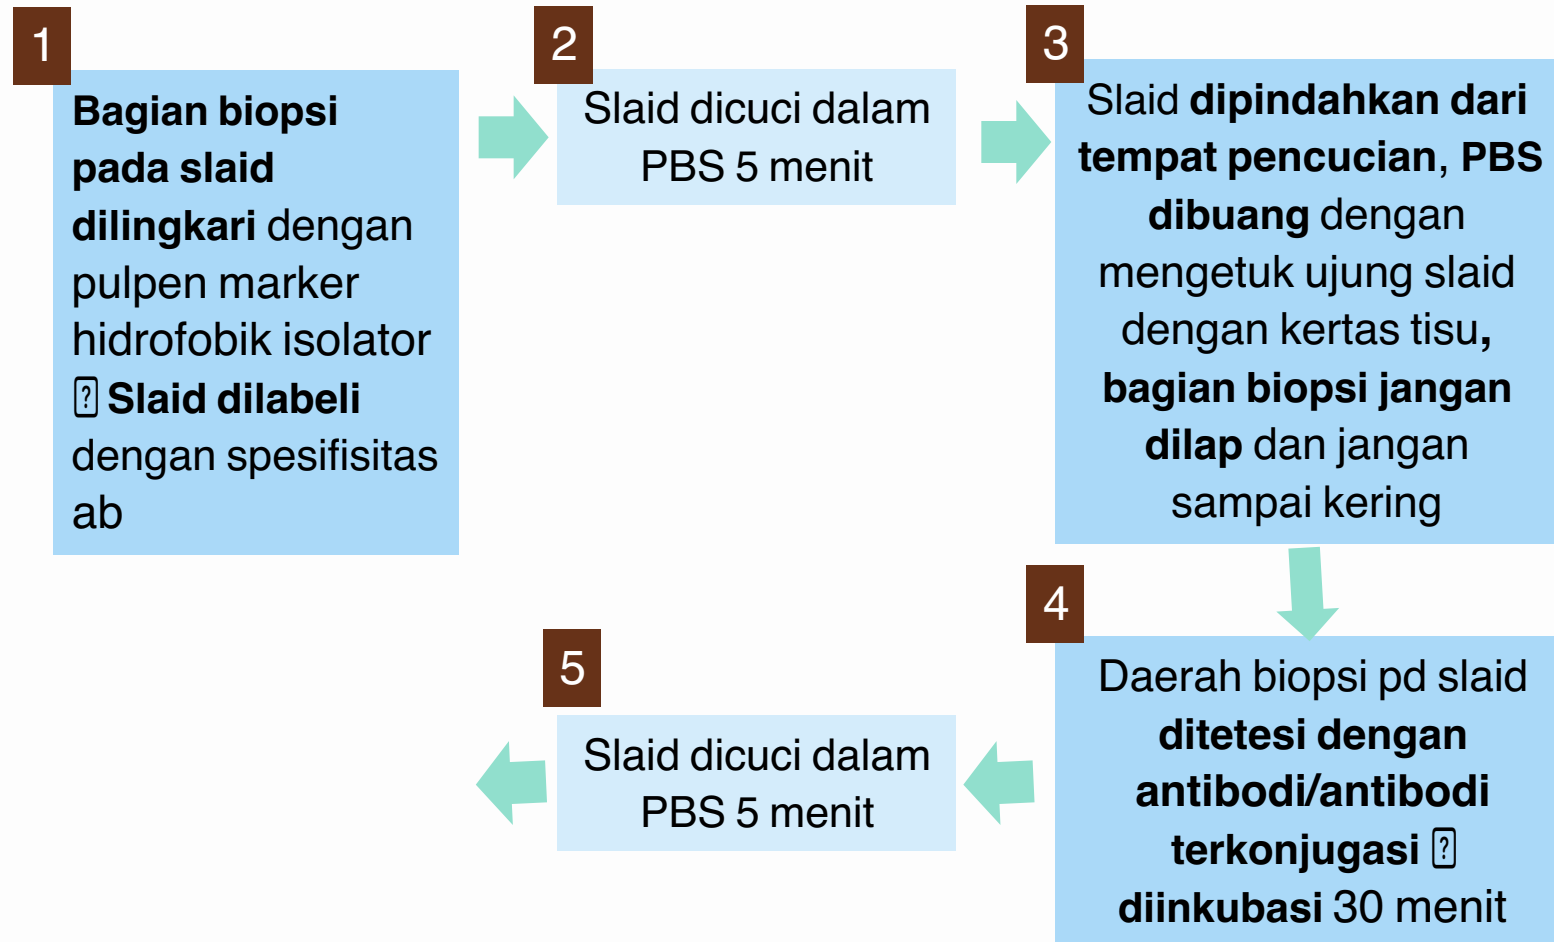 1
Bagian biopsi
pada slaid
dilingkari dengan
pulpen marker
hidrofobik isolator
⍰ Slaid dilabeli
dengan spesifisitas
ab
2
Slaid dicuci dalam
PBS 5 menit
3
Slaid dipindahkan dari
tempat pencucian, PBS
dibuang dengan
mengetuk ujung slaid
dengan kertas tisu,
bagian biopsi jangan
dilap dan jangan
sampai kering
4
Daerah biopsi pd slaid
ditetesi dengan
antibodi/antibodi
terkonjugasi ⍰
diinkubasi 30 menit
5
Slaid dicuci dalam
PBS 5 menit